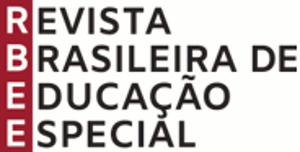 REVISTA
BRASILEIRA DE
EDUCAÇÃO
ESPECIAL